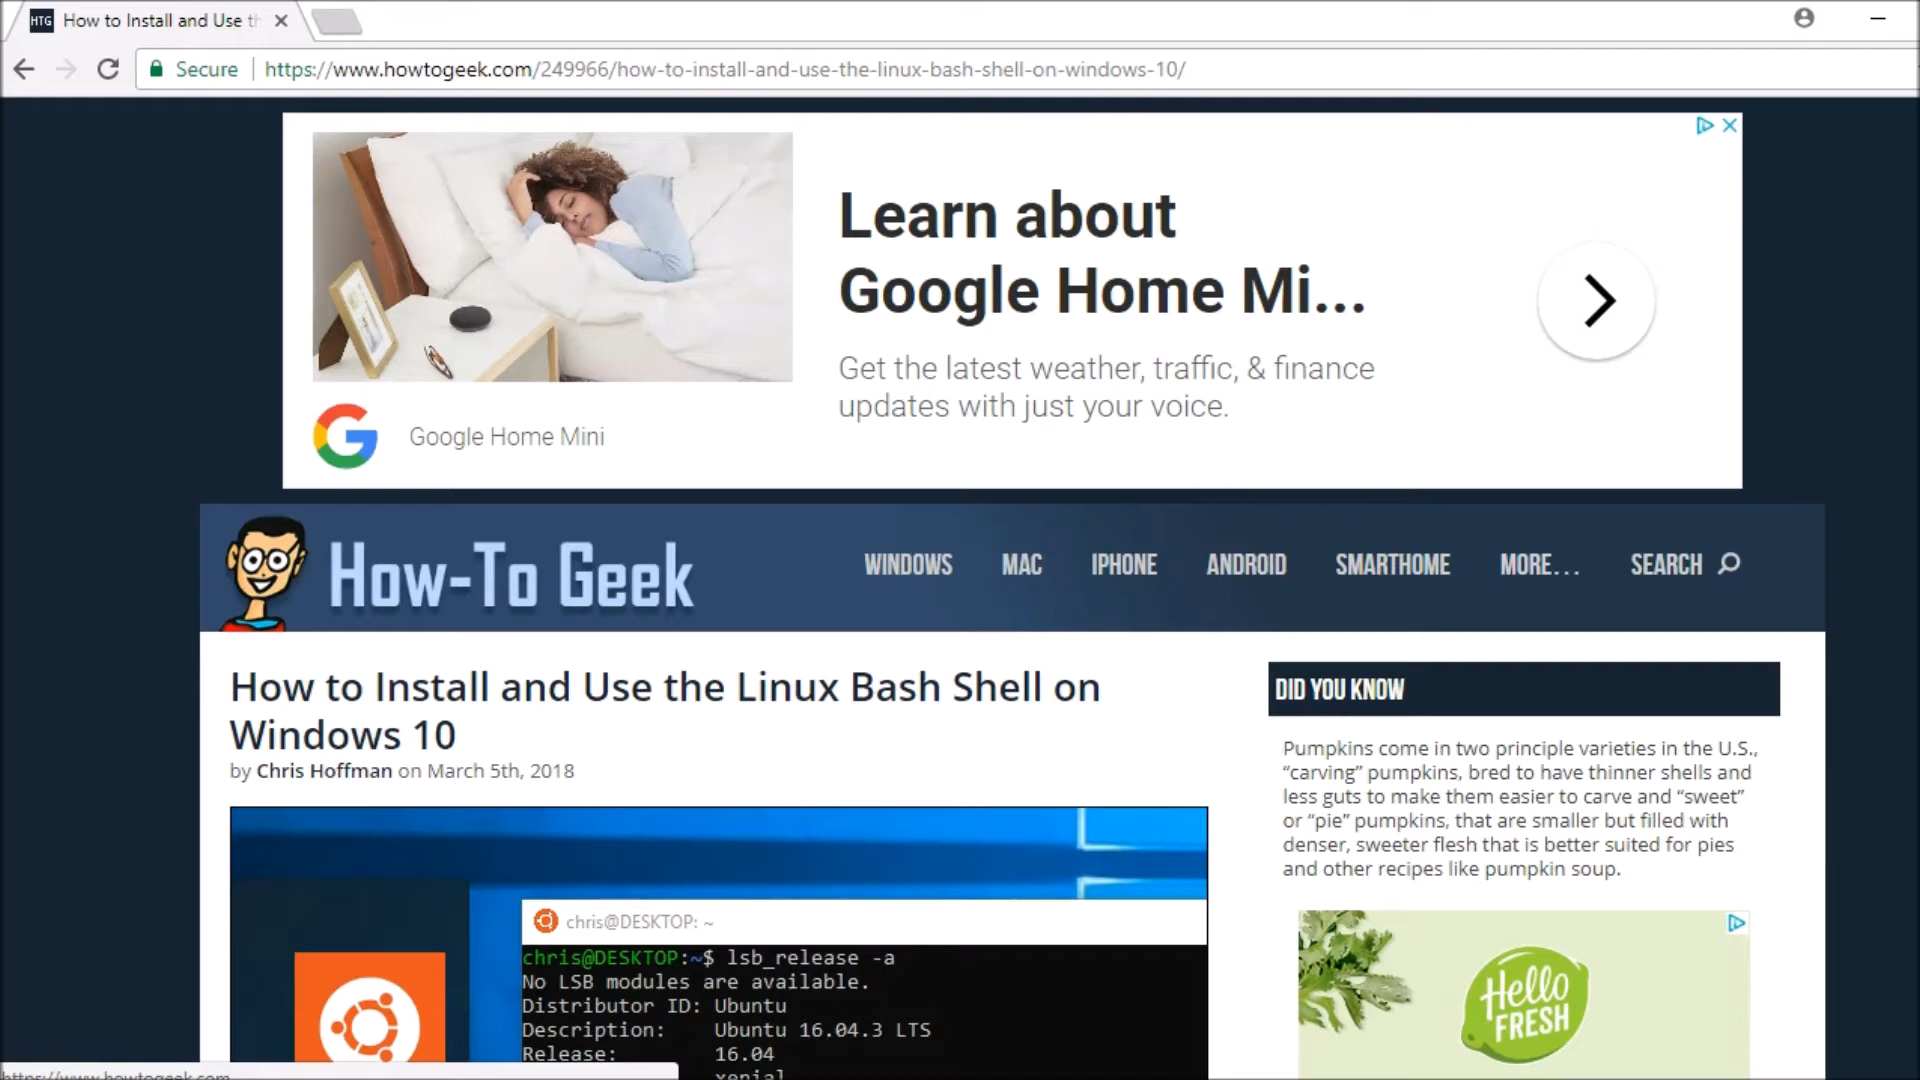 HTG How to Install and Use th
Secure https://www.howtogeek.com/249966/how-to-install-and-use-the-linux-bash-shell-on-windows-10/
Learn about
Google Home Mi...
Get the latest weather, traffic, & finance
updates with just your voice.
Google Home Mini
How-To Geek
WINDOWS MAC IPHONE ANDROID SMARTHOME MORE... SEARCH
How to Install and Use the Linux Bash Shell on
Windows 10
by Chris Hoffman on March 5th, 2018
DID YOU KNOW
Pumpkins come in two principle varieties in the U.S.,
“carving” pumpkins, bred to have thinner shells and
less guts to make them easier to carve and “sweet”
or “pie” pumpkins, that are smaller but filled with
denser, sweeter flesh that is better suited for pies
and other recipes like pumpkin soup.
chris@DESKTOP: ~
chris@DESKTOP:~$ lsb_release -a
No LSB modules are available.
Distributor ID: Ubuntu
Description: Ubuntu 16.04.3 LTS
Release: 16.04
xenial
Hello
FRESH
https://www.howtogeek.com